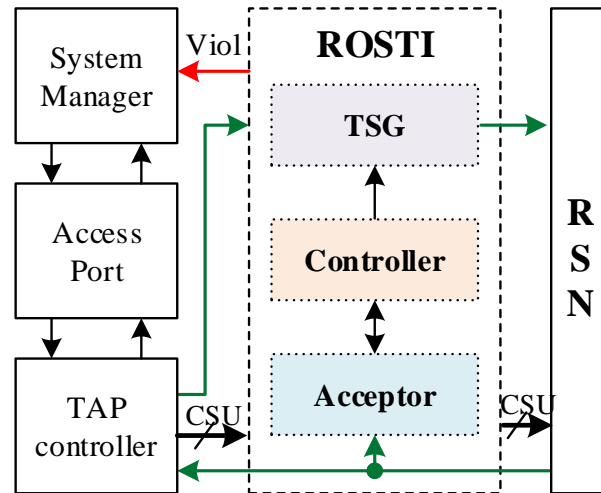 System
Manager
Viol
ROSTI
TSG
Access
Port
Controller
R
S
N
TAP
controller
CSU
Acceptor
CSU